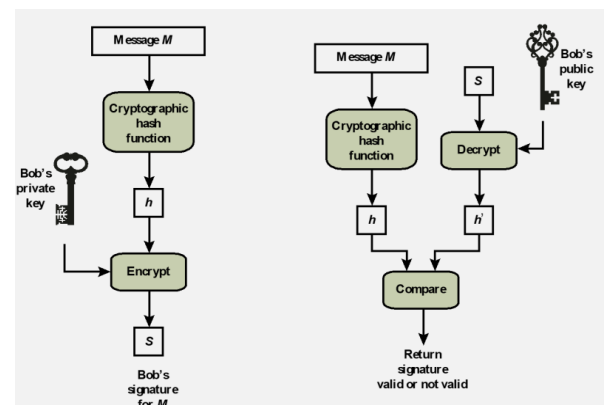 Message M
Cryptographic
hash
function
Bob's
private
key
h
Encrypt
S
Bob's
signature
for M
Message M
Bob's
public
key
S
Cryptographic
hash
function
Decrypt
h
h'
Compare
Return
signature
valid or not valid